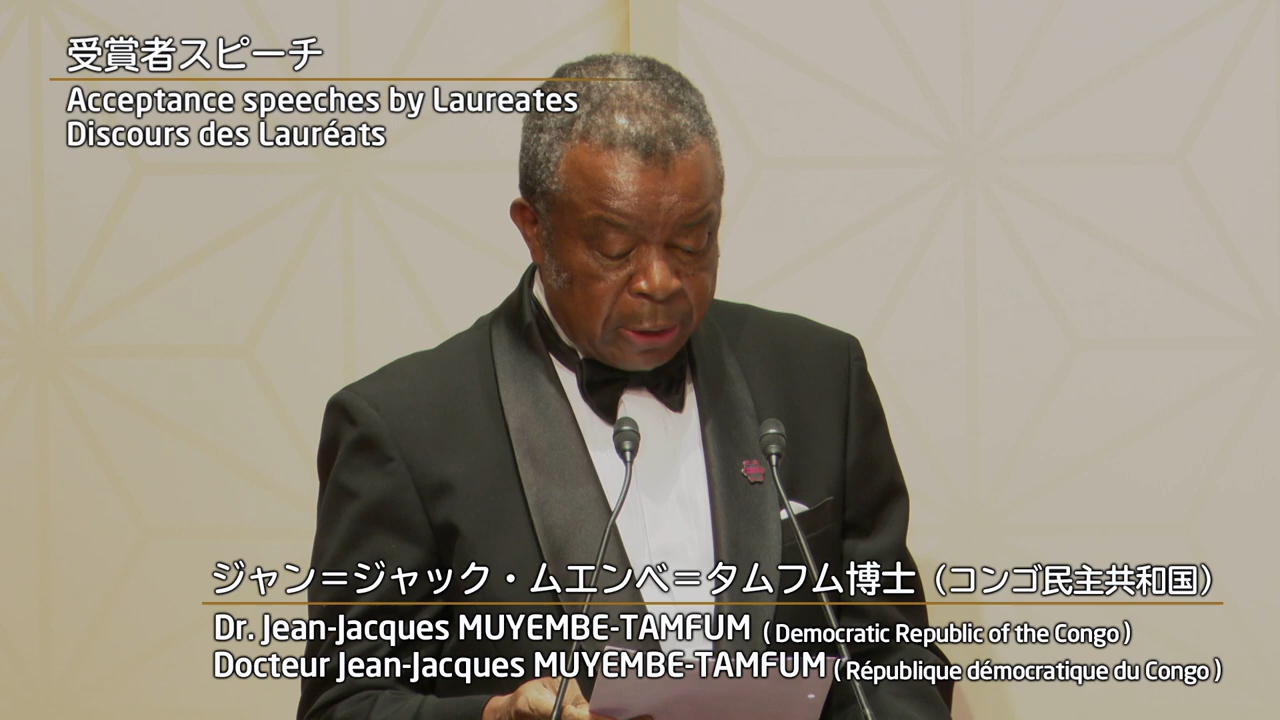 受賞者スピーチ
Acceptance speeches by Laureates
Discours des Lauréats
ジャン＝ジャック・ムエンベ＝タムフム博士（コンゴ民主共和国）
Dr. Jean-Jacques MUYEMBE-TAMFUM ( Democratic Republic of the Congo )
Docteur Jean-Jacques MUYEMBE-TAMFUM ( République démocratique du Congo )